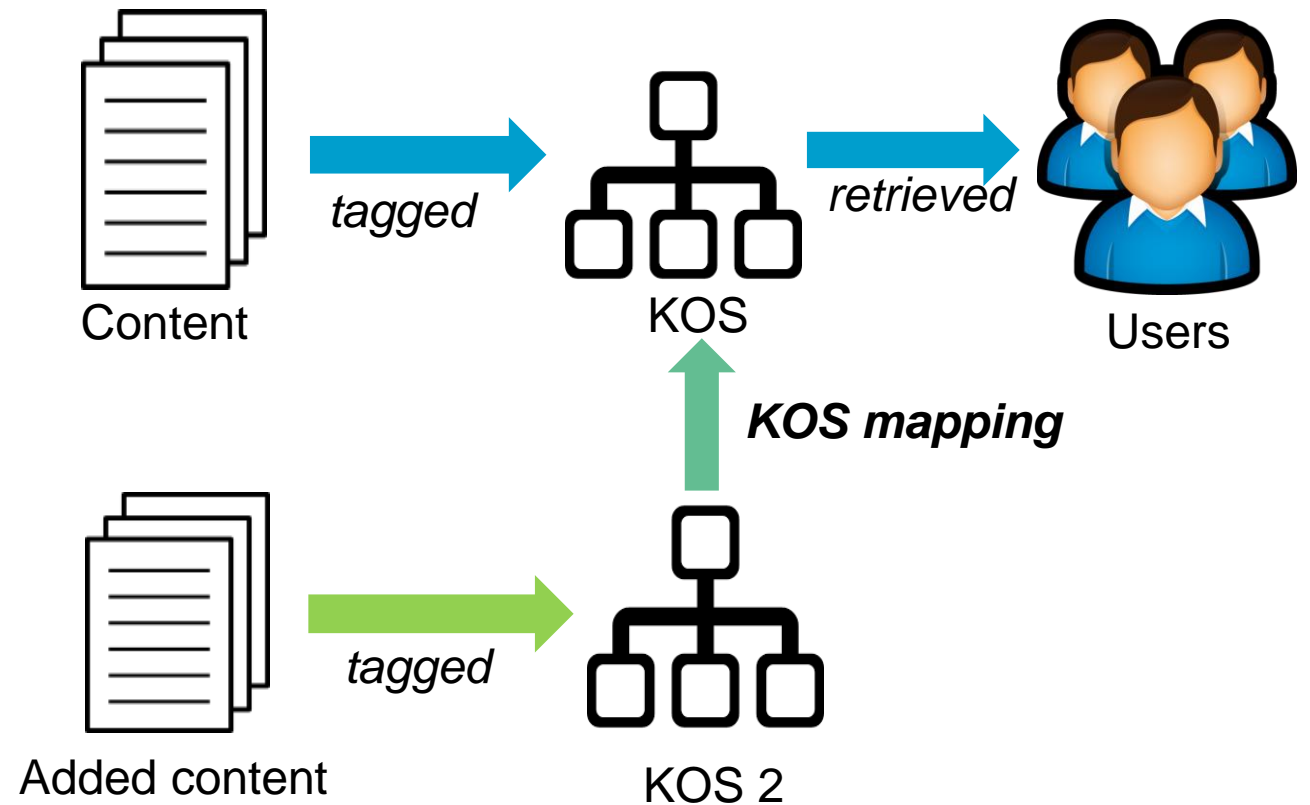 tagged
retrieved
Content
KOS
Users
KOS mapping
tagged
Added content
KOS 2